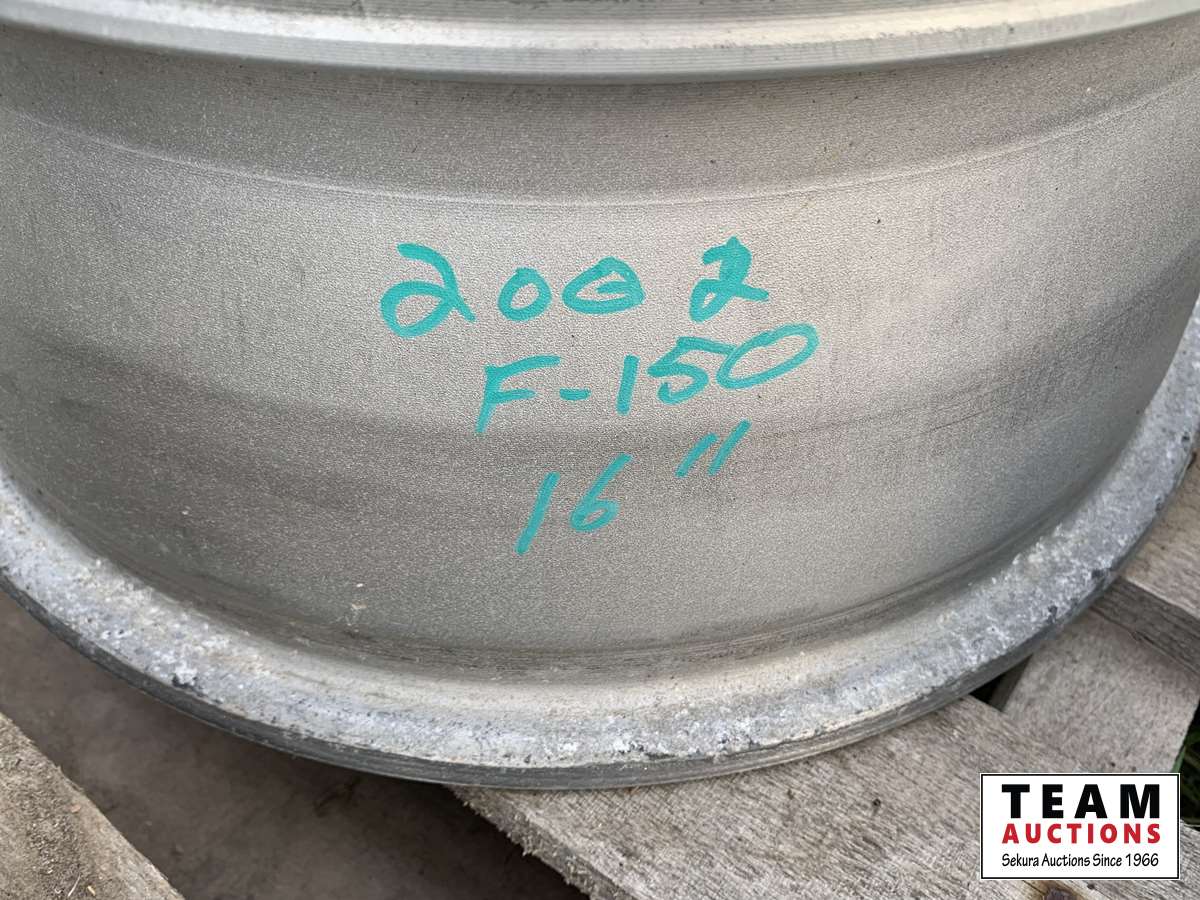 2002
F-150
16"
TEAM
AUCTIONS
Sekura Auctions Since 1966